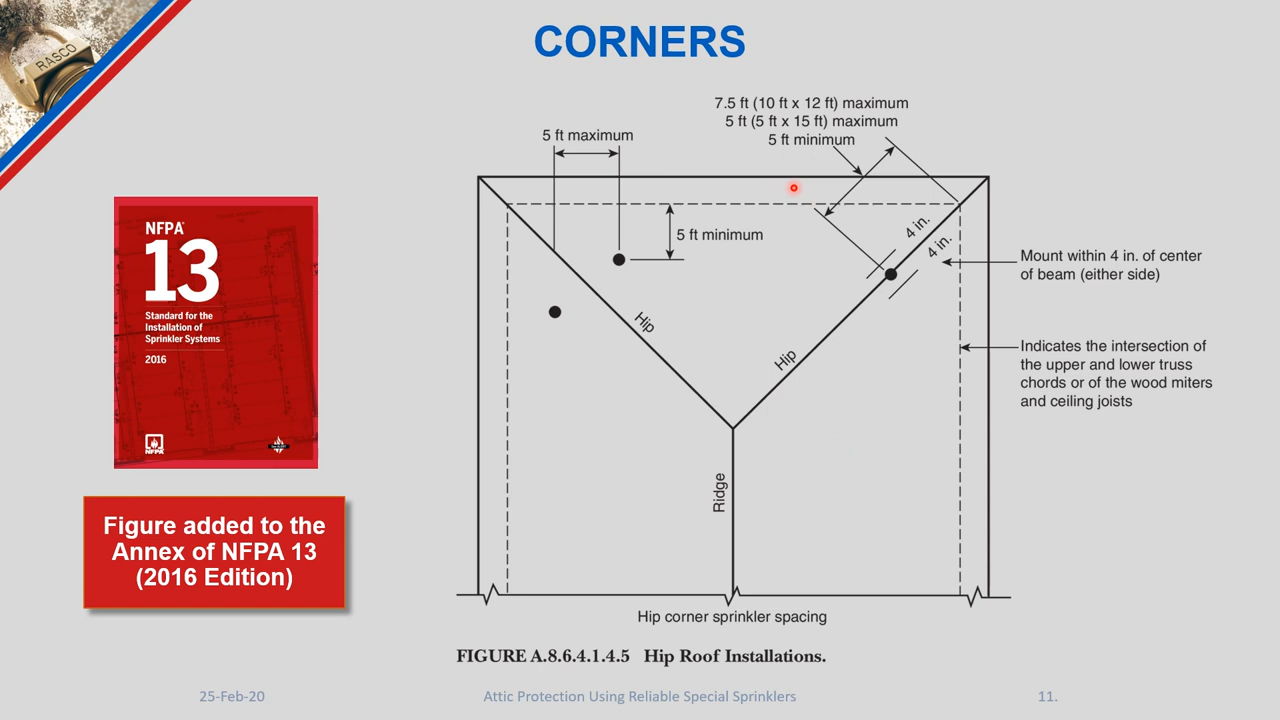 RASCO
CORNERS
NFPA®
13
Standard for the
Installation of
Sprinkler Systems
2016
NFPA
Figure added to the
Annex of NFPA 13
(2016 Edition)
7.5 ft (10 ft x 12 ft) maximum
5 ft (5 ft x 15 ft) maximum
5 ft minimum
5 ft maximum
5 ft minimum
4 in.
4 in.
Mount within 4 in. of center
of beam (either side)
Hip
Hip
Indicates the intersection of
the upper and lower truss
chords or of the wood miters
and ceiling joists
Ridge
Hip corner sprinkler spacing
FIGURE A.8.6.4.1.4.5 Hip Roof Installations.
25-Feb-20
Attic Protection Using Reliable Special Sprinklers
11.